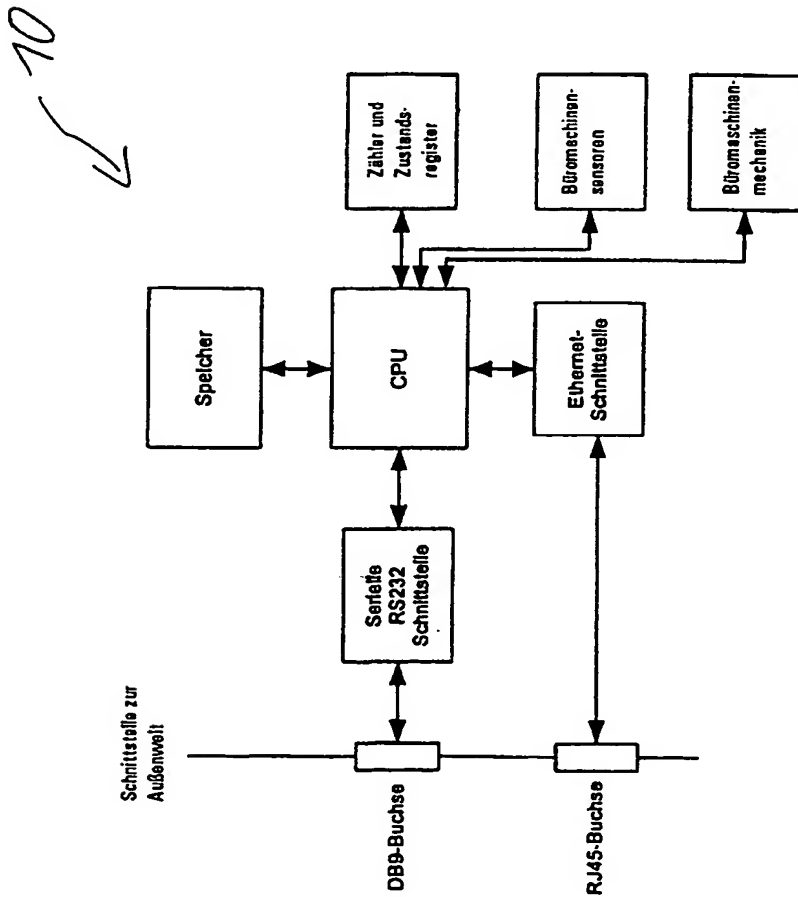 10
Schnittstelle zur
Außenwelt
DB9-Buchse
RJ45-Buchse
Serielle
RS232
Schnittstelle
Speicher
CPU
Ethernet-
Schnittstelle
Zähler und
Zustands-
register
Büromachinen-
sensoren
Büromaschinen-
mechanik